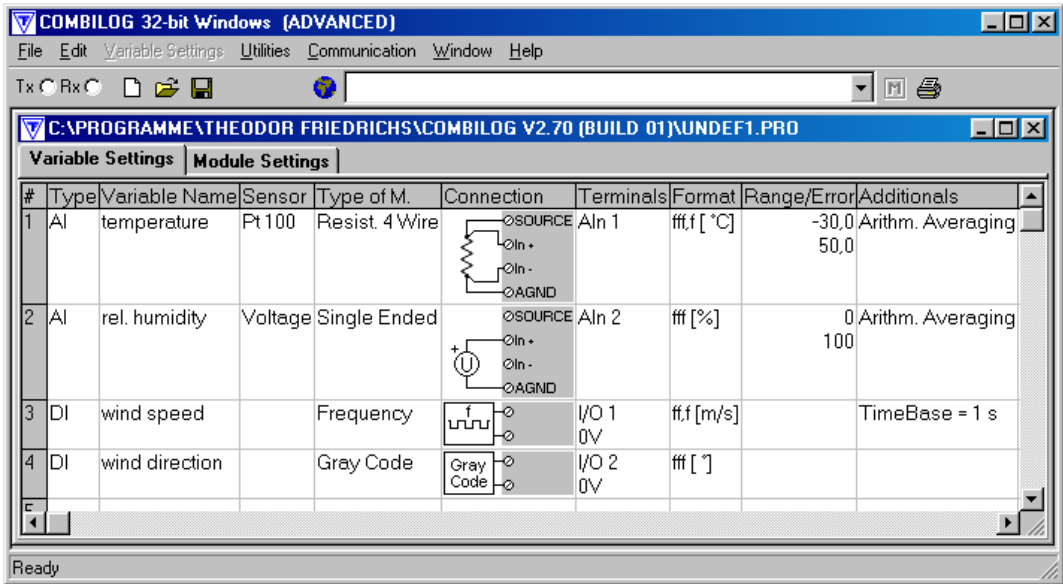 COMBILOG 32-bit Windows (ADVANCED)
File Edit Variable Settings Utilities Communication Window Help
Tx Rx M
C:\PROGRAMME\THEODOR FRIEDRICHS\COMBILOG V2.70 (BUILD 01)\UNDEF1.PRO
Variable Settings Module Settings
# Type Variable Name Sensor Type of M. Connection Terminals Format Range/Error Additionals
1 AI temperature Pt 100 Resist. 4 Wire SOURCE AIn 1 fff,f [ °C] -30,0 Arithm. Averaging
In + 50,0
In -
AGND
2 AI rel. humidity Voltage Single Ended SOURCE AIn 2 fff [%] 0 Arithm. Averaging
+ In + 100
U In -
AGND
3 DI wind speed Frequency f I/O 1 ff,f [m/s] TimeBase = 1 s
0V
4 DI wind direction Gray Code Gray I/O 2 fff [ °]
Code 0V
Ready